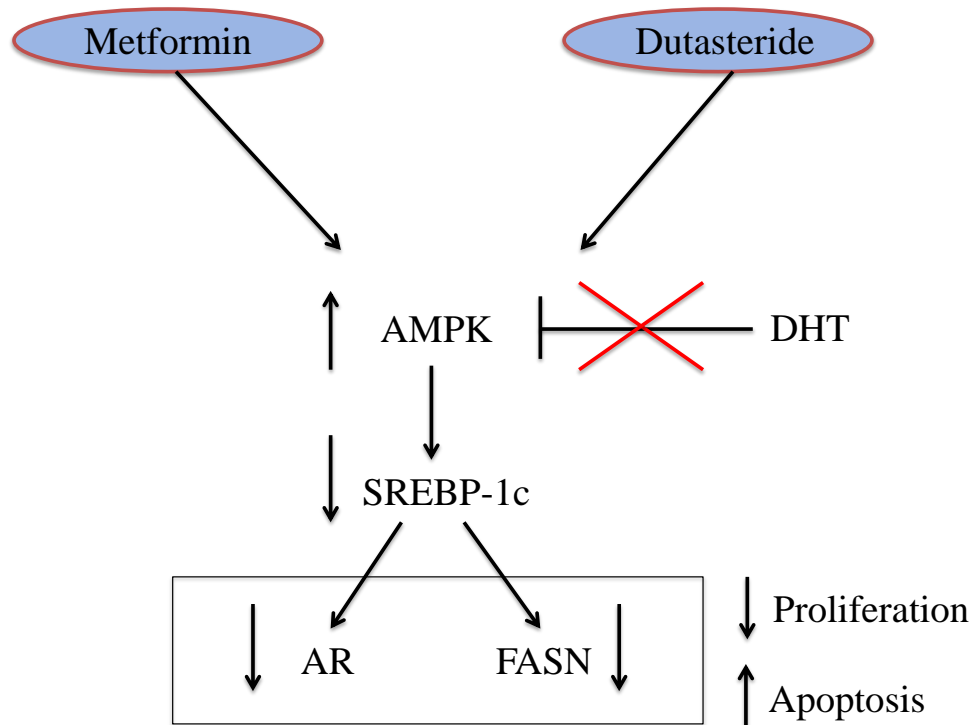 Metformin
Dutasteride
AMPK
DHT
SREBP-1c
AR
FASN
Proliferation
Apoptosis